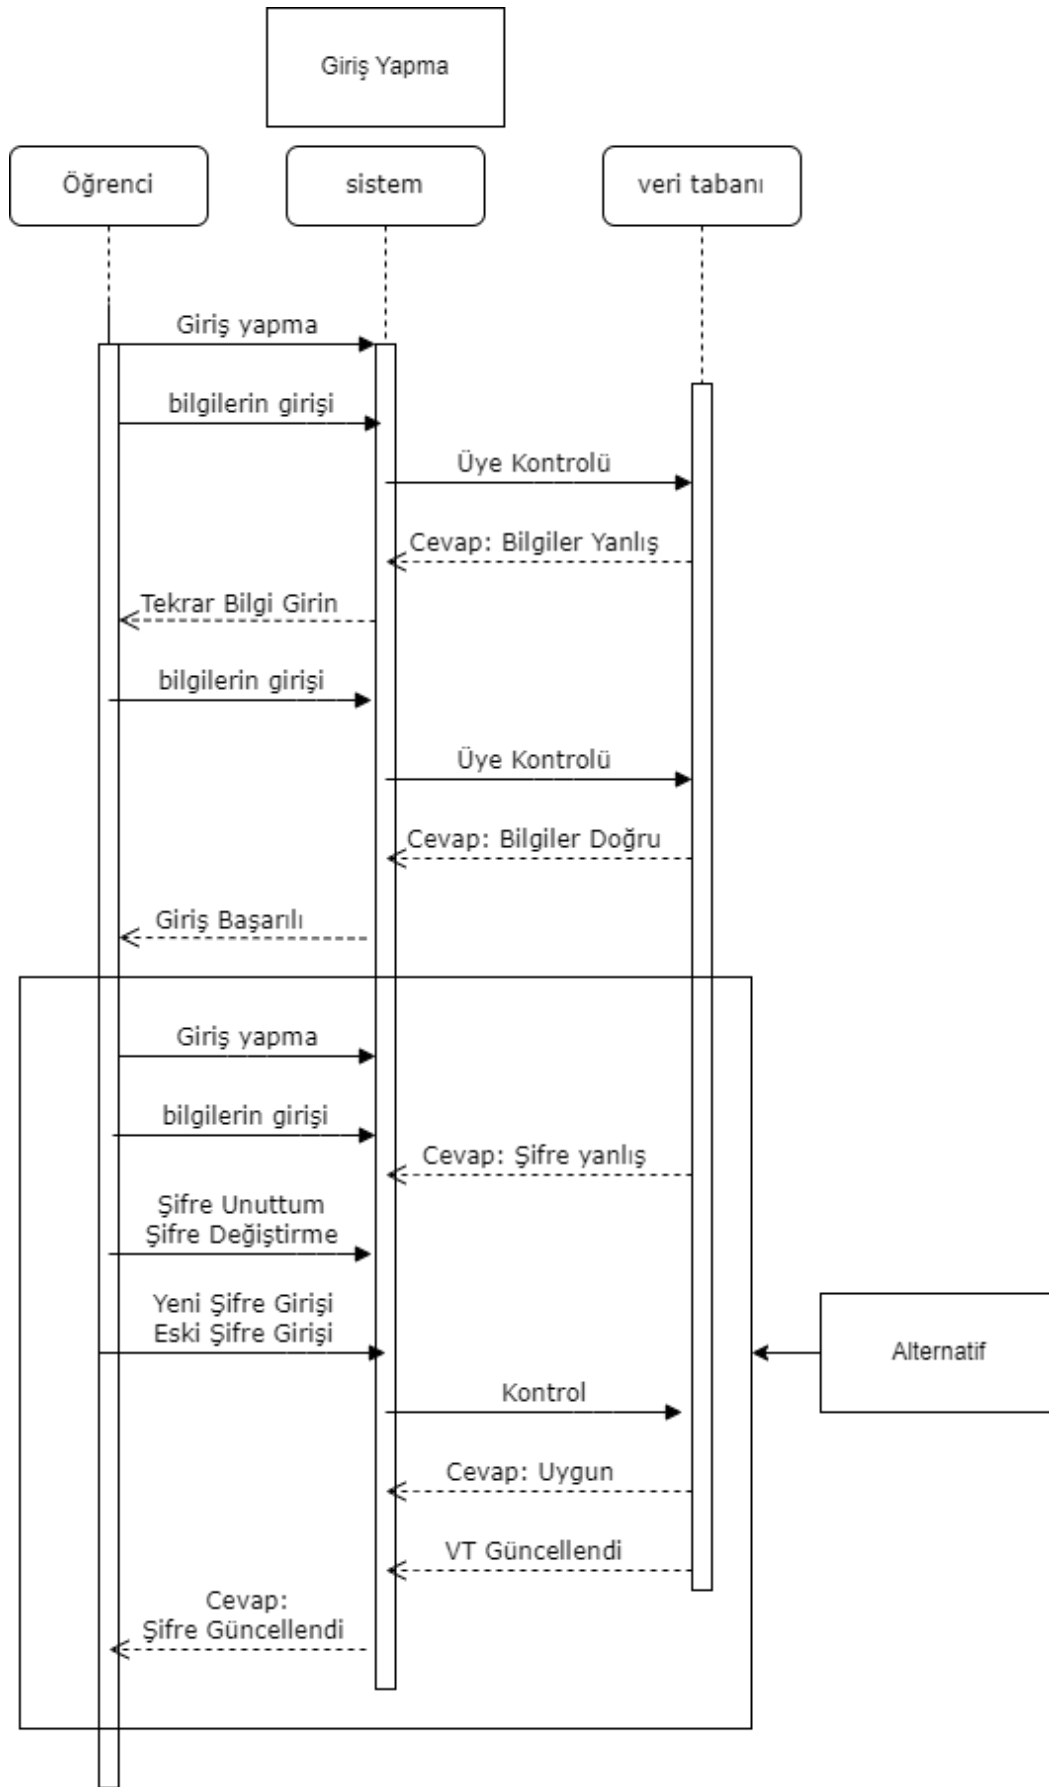 Giriş Yapma
Öğrenci
sistem
veri tabanı
Giriş yapma
bilgilerin girişi
Üye Kontrolü
Cevap: Bilgiler Yanlış
Tekrar Bilgi Girin
bilgilerin girişi
Üye Kontrolü
Cevap: Bilgiler Doğru
Giriş Başarılı
Giriş yapma
bilgilerin girişi
Cevap: Şifre yanlış
Şifre Unuttum
Şifre Değiştirme
Yeni Şifre Girişi
Eski Şifre Girişi
Alternatif
Kontrol
Cevap: Uygun
VT Güncellendi
Cevap:
Şifre Güncellendi